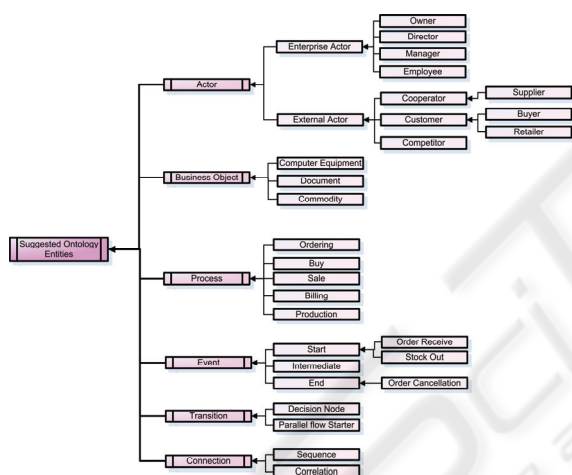 Owner
Director
Enterprise Actor
Manager
Employee
Actor
Supplier
Cooperator
Buyer
External Actor
Customer
Retailer
Competitor
Computer Equipment
Business Object
Document
Commodity
Suggested Ontology
Entities
Ordering
Buy
Process
Sale
Billing
Production
Order Receive
Start
Stock Out
Event
Intermediate
End
Order Cancellation
Decision Node
Transition
Parallel flow Starter
Sequence
Connection
Correlation